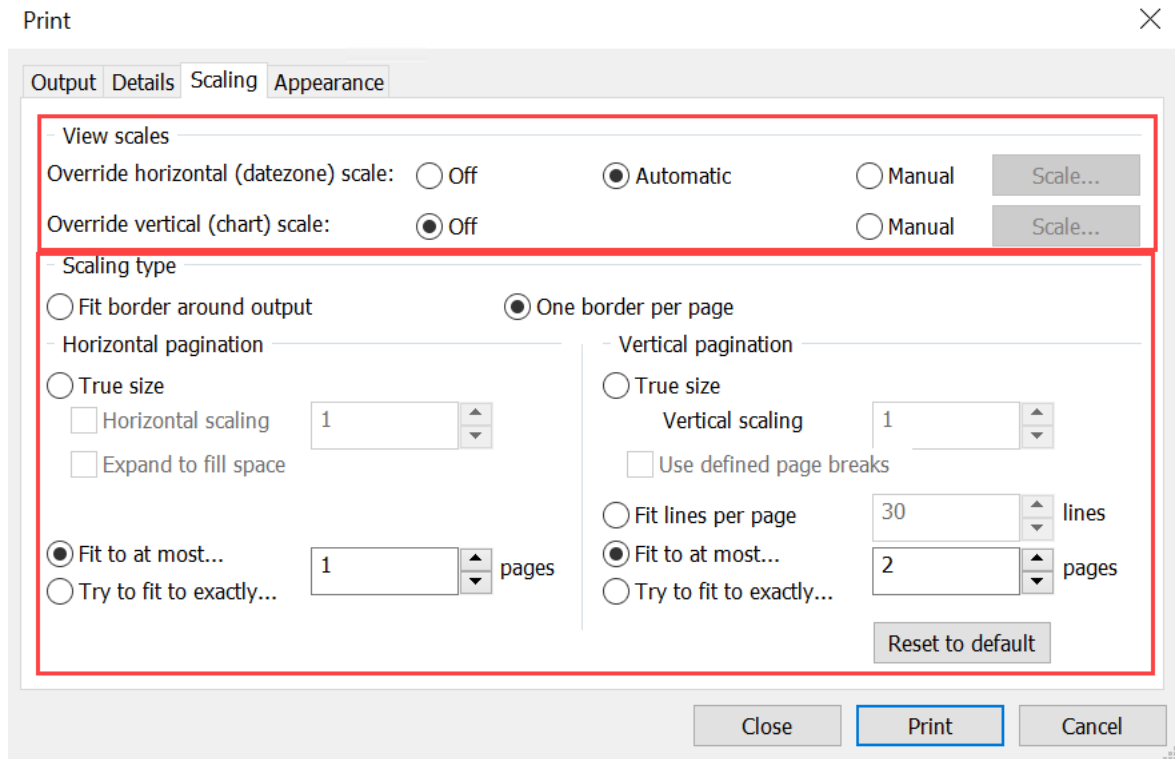 Print
Output Details Scaling Appearance
View scales
Override horizontal (datezone) scale: Off Automatic Manual Scale...
Override vertical (chart) scale: Off Manual Scale...
Scaling type
Fit border around output One border per page
Horizontal pagination Vertical pagination
True size True size
Horizontal scaling 1 Vertical scaling 1
Expand to fill space Use defined page breaks
Fit lines per page 30 lines
Fit to at most... 1 pages Fit to at most... 2 pages
Try to fit to exactly... Try to fit to exactly...
Reset to default
Close Print Cancel